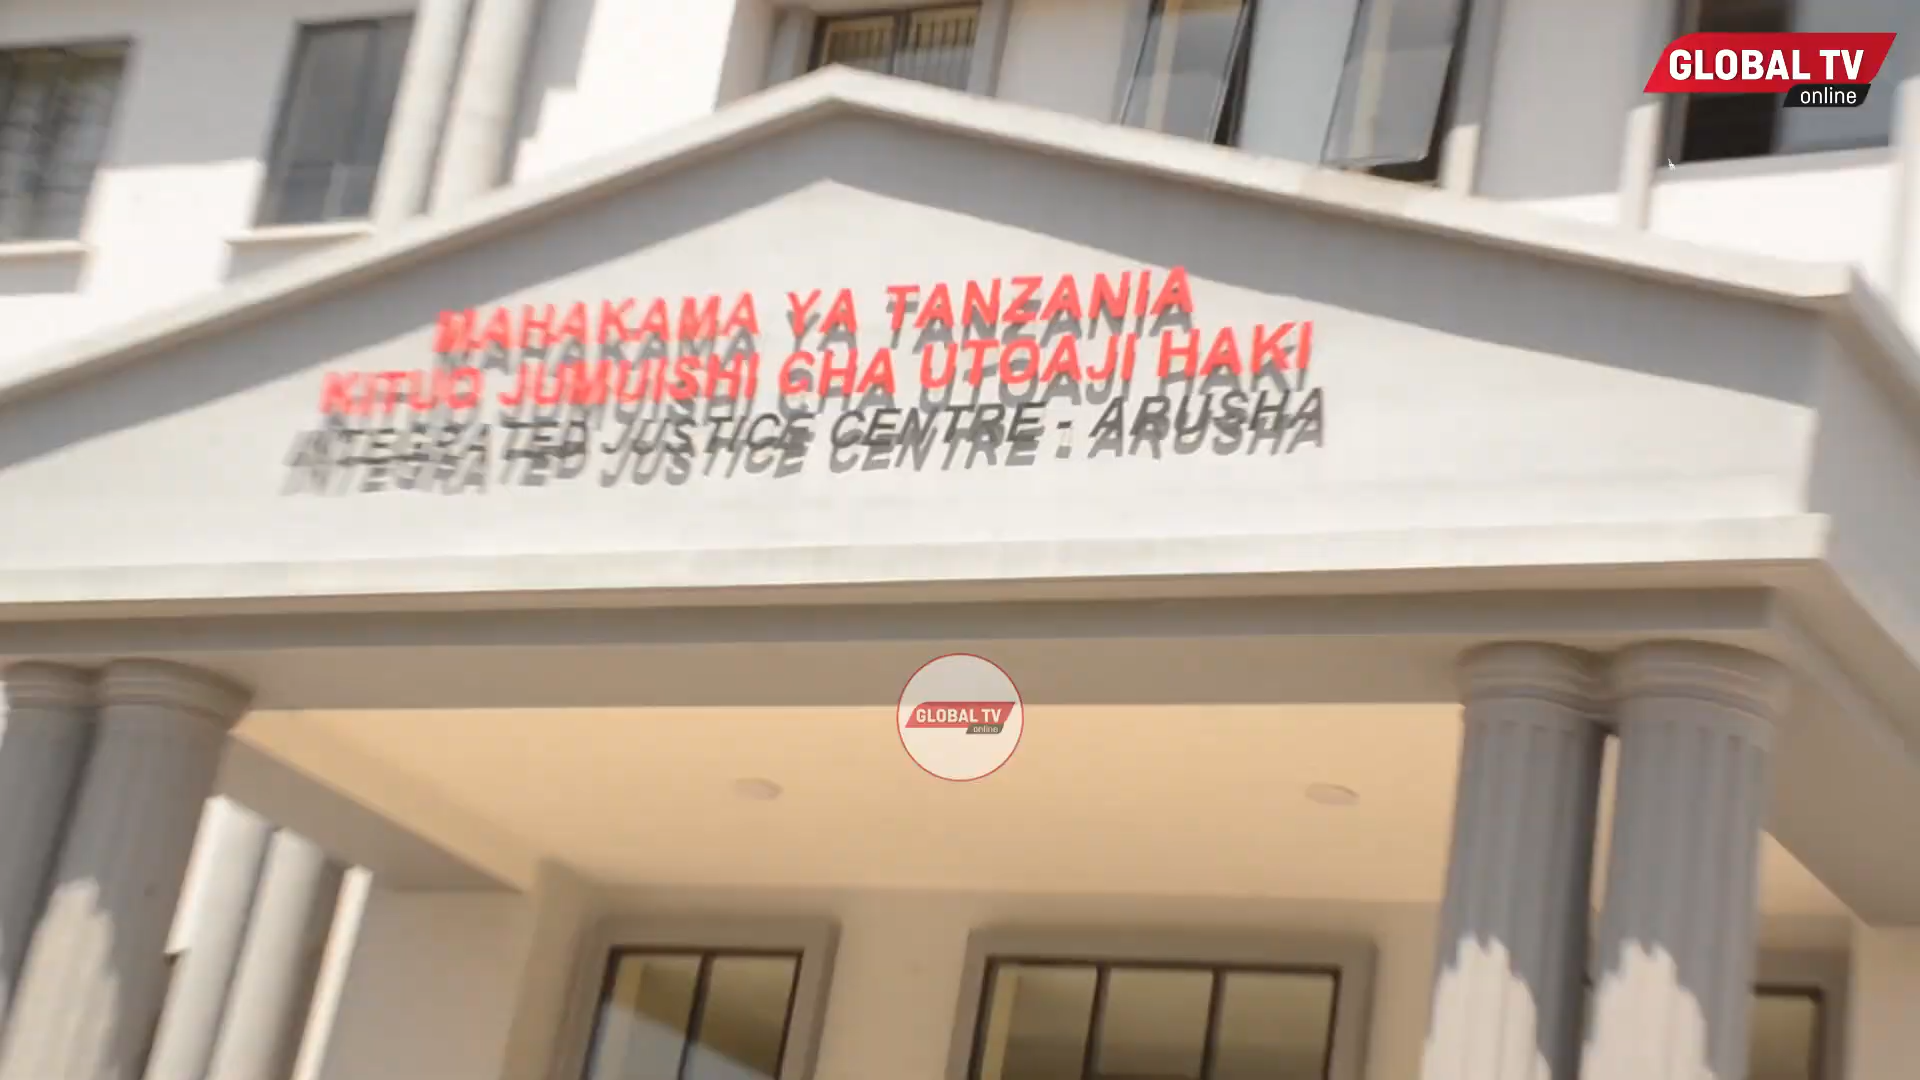 GLOBAL TV
online
MAHAKAMA YA TANZANIA
KITUO JUMUISHI CHA UTOAJI HAKI
INTEGRATED JUSTICE CENTRE : ARUSHA
GLOBAL TV
online